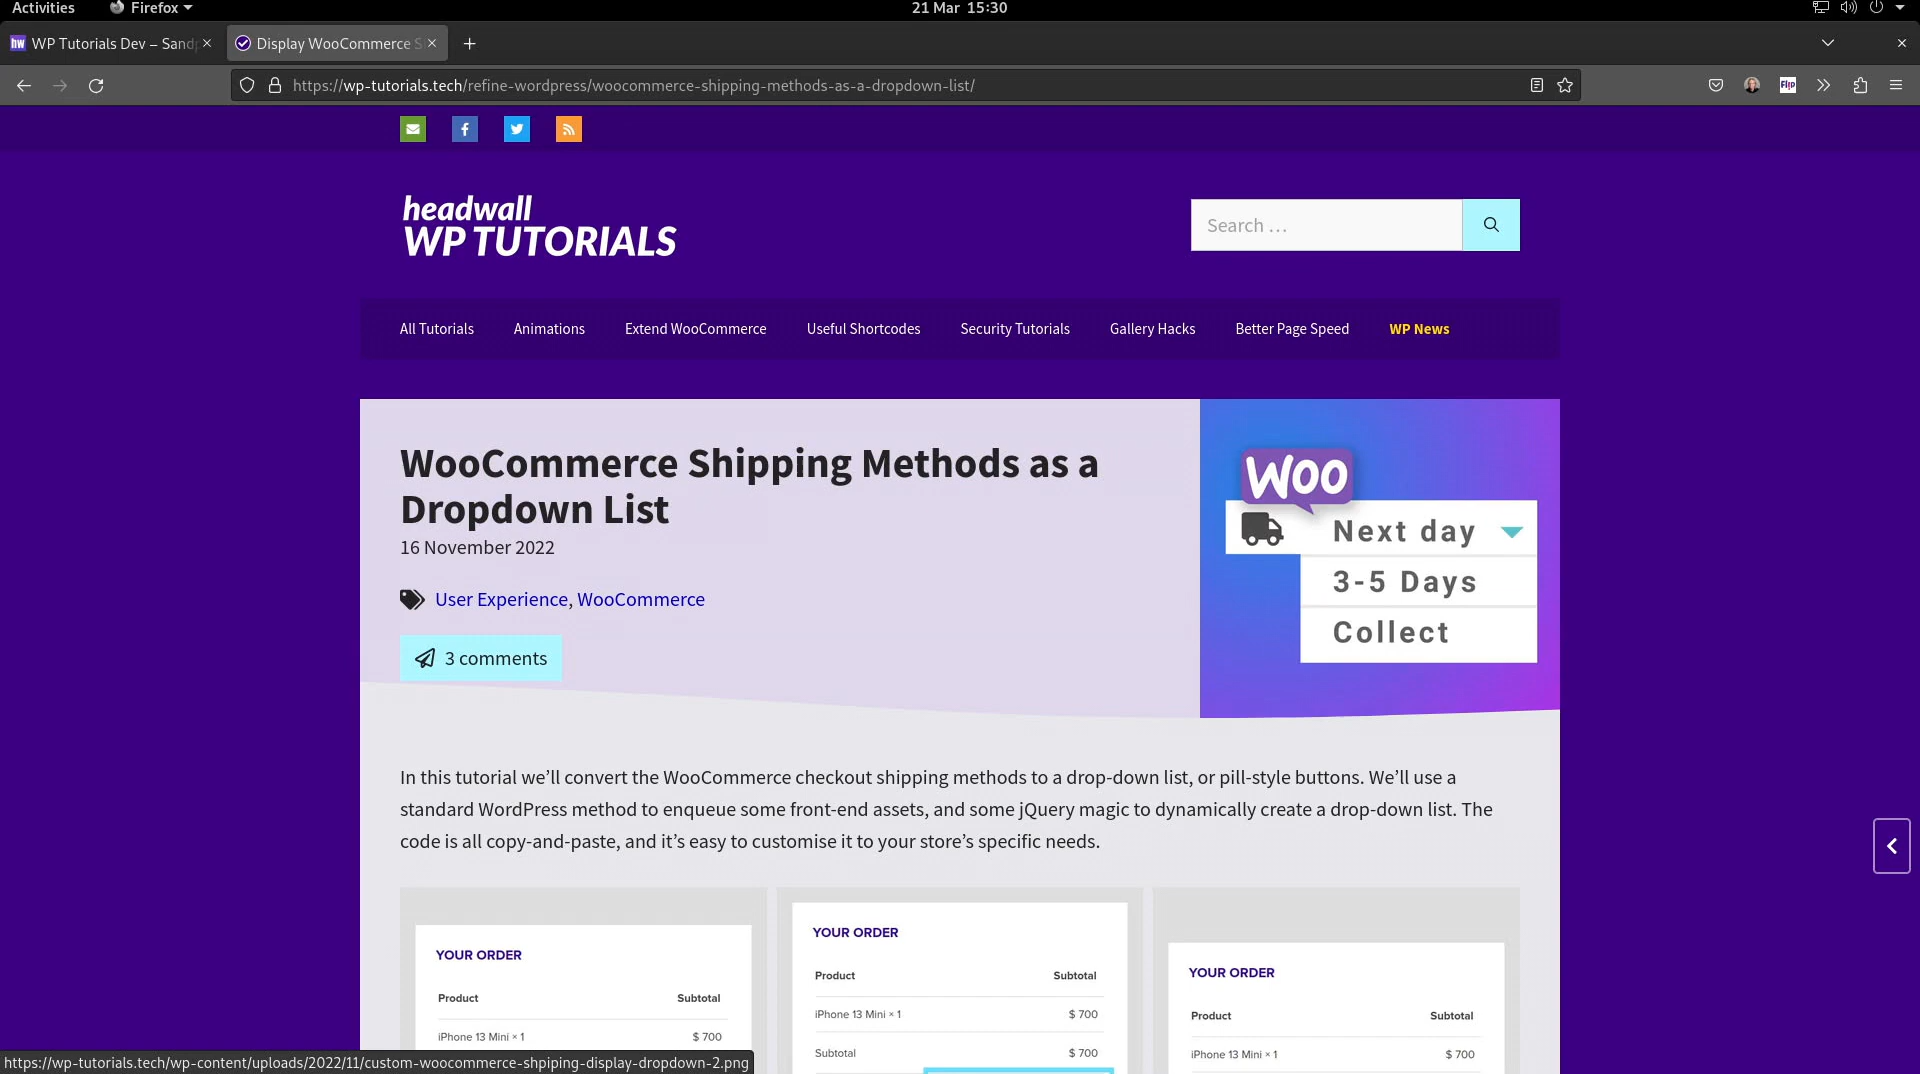 Activities
Firefox
21 Mar 15:30
WP Tutorials Dev – Sandp
Display WooCommerce S
https://wp-tutorials.tech/refine-wordpress/woocommerce-shipping-methods-as-a-dropdown-list/
Flip
headwall
WP TUTORIALS
Search …
All Tutorials
Animations
Extend WooCommerce
Useful Shortcodes
Security Tutorials
Gallery Hacks
Better Page Speed
WP News
WooCommerce Shipping Methods as a
Dropdown List
16 November 2022
User Experience, WooCommerce
3 comments
Woo
Next day
3-5 Days
Collect
In this tutorial we’ll convert the WooCommerce checkout shipping methods to a drop-down list, or pill-style buttons. We’ll use a
standard WordPress method to enqueue some front-end assets, and some jQuery magic to dynamically create a drop-down list. The
code is all copy-and-paste, and it’s easy to customise it to your store’s specific needs.
YOUR ORDER
Product Subtotal
iPhone 13 Mini × 1 $ 700
YOUR ORDER
Product Subtotal
iPhone 13 Mini × 1 $ 700
Subtotal $ 700
YOUR ORDER
Product Subtotal
iPhone 13 Mini × 1 $ 700
https://wp-tutorials.tech/wp-content/uploads/2022/11/custom-woocommerce-shpiping-display-dropdown-2.png